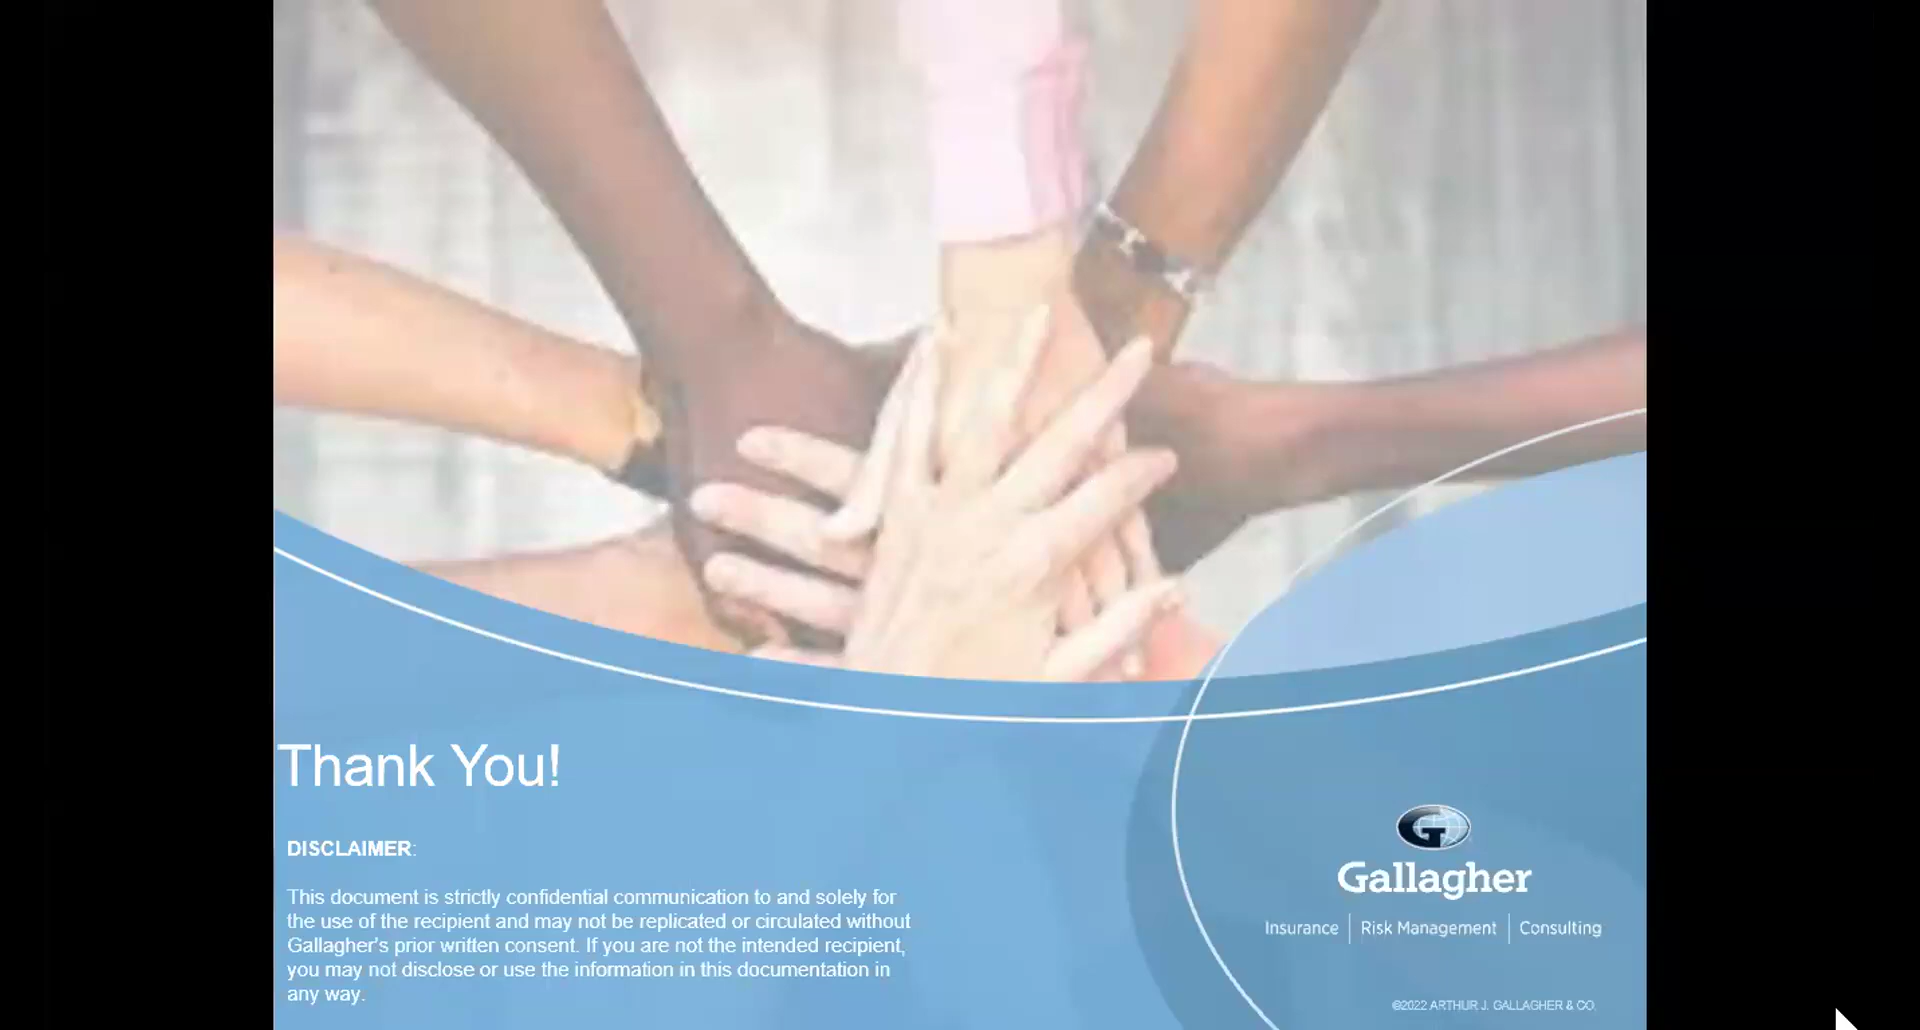 Thank You!
DISCLAIMER:
This document is strictly confidential communication to and solely for
the use of the recipient and may not be replicated or circulated without
Gallagher's prior written consent. If you are not the intended recipient,
you may not disclose or use the information in this documentation in
any way.
G
Gallagher
Insurance | Risk Management | Consulting
©2022 ARTHUR J. GALLAGHER & CO.